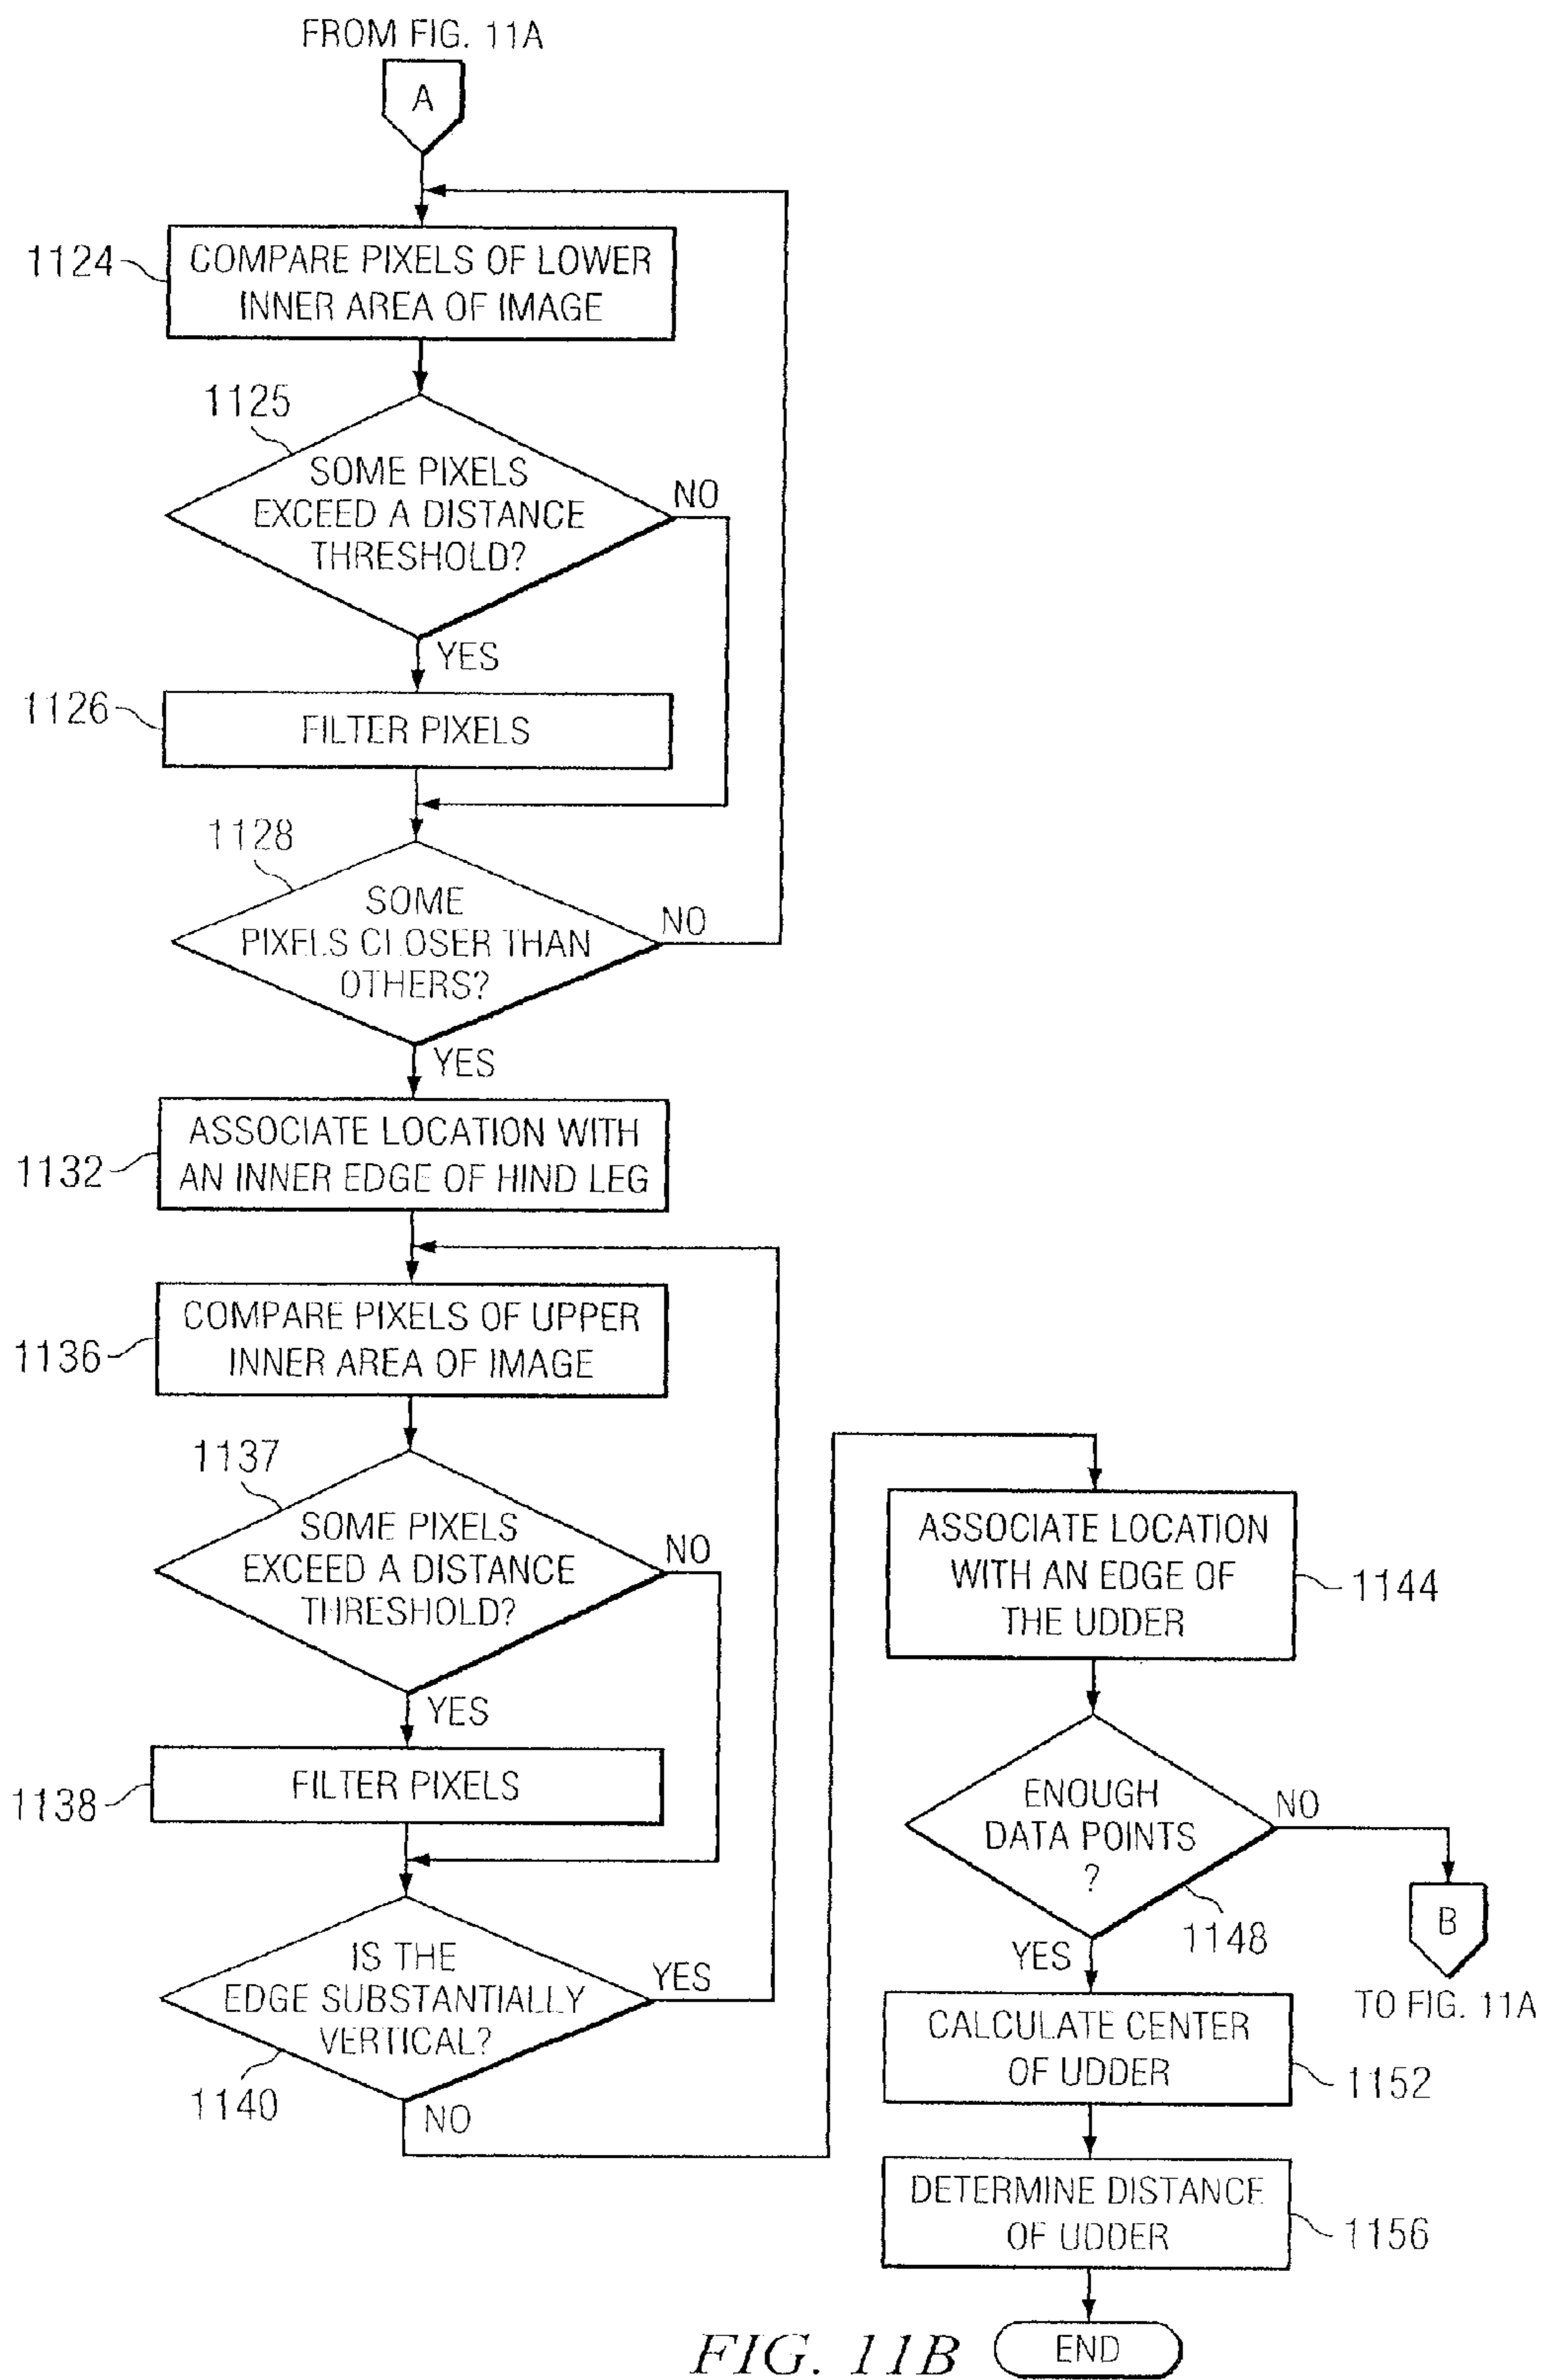 FROM FIG. 11A
A
1124
COMPARE PIXELS OF LOWER
INNER AREA OF IMAGE
1125
SOME PIXELS
EXCEED A DISTANCE
THRESHOLD?
NO
YES
1126
FILTER PIXELS
1128
SOME
PIXELS CLOSER THAN
OTHERS?
NO
YES
1132
ASSOCIATE LOCATION WITH
AN INNER EDGE OF HIND LEG
1136
COMPARE PIXELS OF UPPER
INNER AREA OF IMAGE
1137
SOME PIXELS
EXCEED A DISTANCE
THRESHOLD?
NO
YES
1138
FILTER PIXELS
IS THE
EDGE SUBSTANTIALLY
VERTICAL?
YES
1140
NO
ASSOCIATE LOCATION
WITH AN EDGE OF
THE UDDER
1144
ENOUGH
DATA POINTS
?
NO
1148
YES
B
TO FIG. 11A
CALCULATE CENTER
OF UDDER
1152
DETERMINE DISTANCE
OF UDDER
1156
END
FIG. 11B